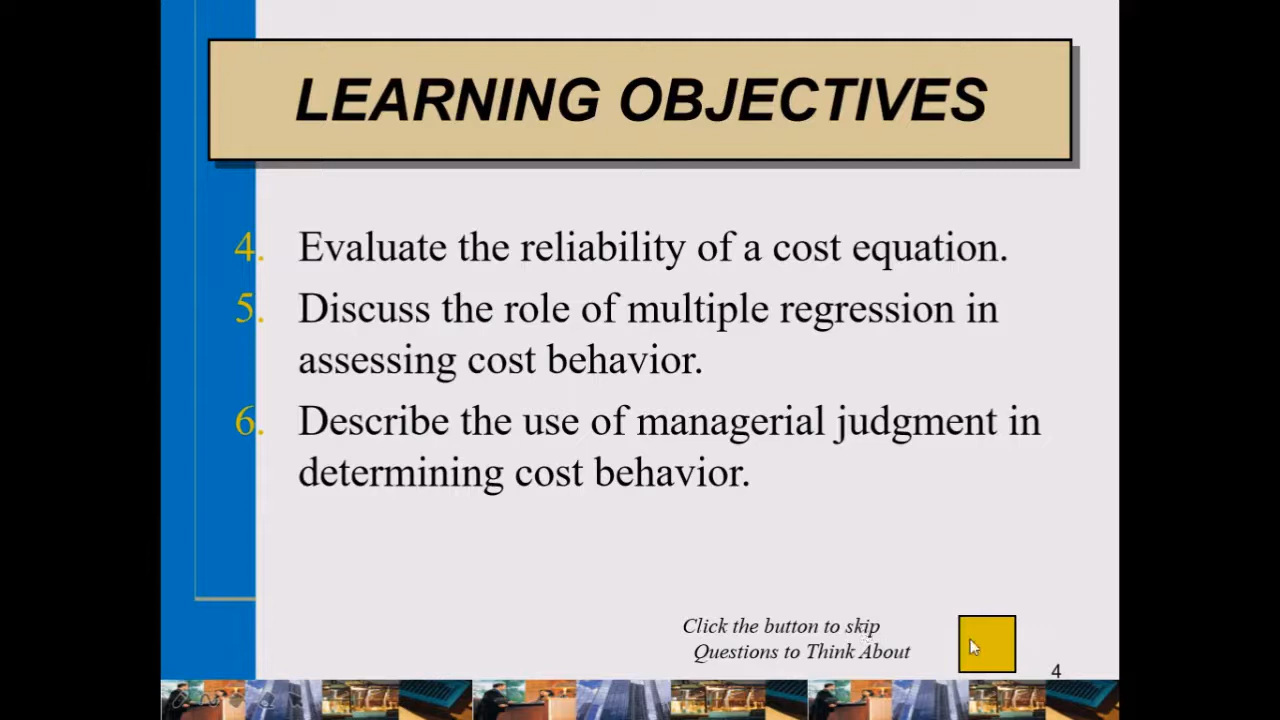 LEARNING OBJECTIVES
4. Evaluate the reliability of a cost equation.
5. Discuss the role of multiple regression in
assessing cost behavior.
6. Describe the use of managerial judgment in
determining cost behavior.
Click the button to skip
Questions to Think About
4